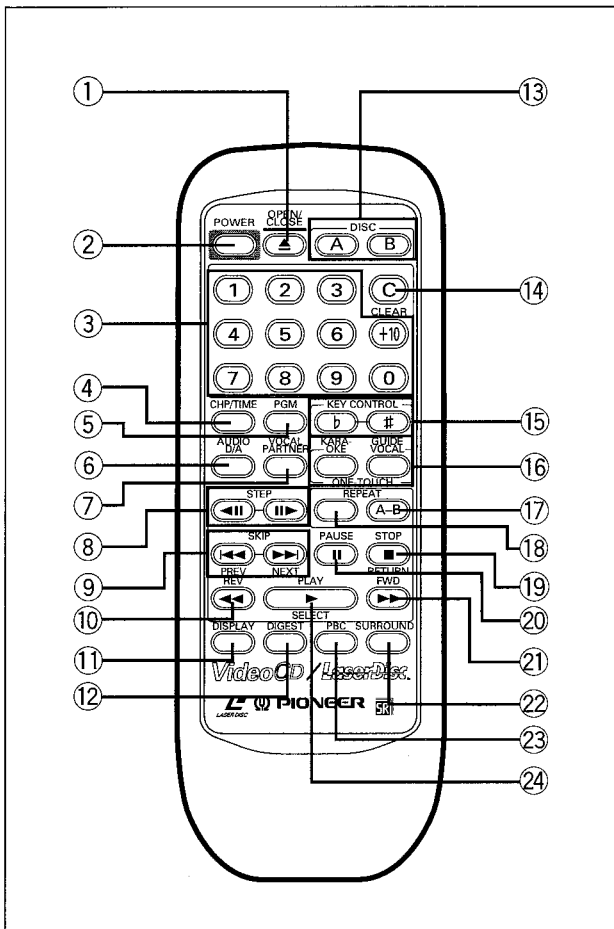 ① ⑬
OPEN/
CLOSE
POWER DISC
A B
②
1 2 3 C ⑭
CLEAR
③
4 5 6 +10
7 8 9 0
④ CHP/TIME PGM KEY CONTROL
♭ ♯ ⑮
⑤
AUDIO D/A VOCAL PARTNER KARAOKE GUIDE VOCAL
⑥ ⑯
⑦ ONE-TOUCH
STEP REPEAT
A–B ⑰
⑧ ⑱
SKIP PAUSE STOP
⑨ ⑲
PREV NEXT RETURN
REV PLAY FWD
⑩ ⑳
SELECT ㉑
DISPLAY DIGEST PBC SURROUND
⑪
⑫
VideoCD / LaserDisc
LASER DISC PIONEER SR
㉒
㉓
㉔